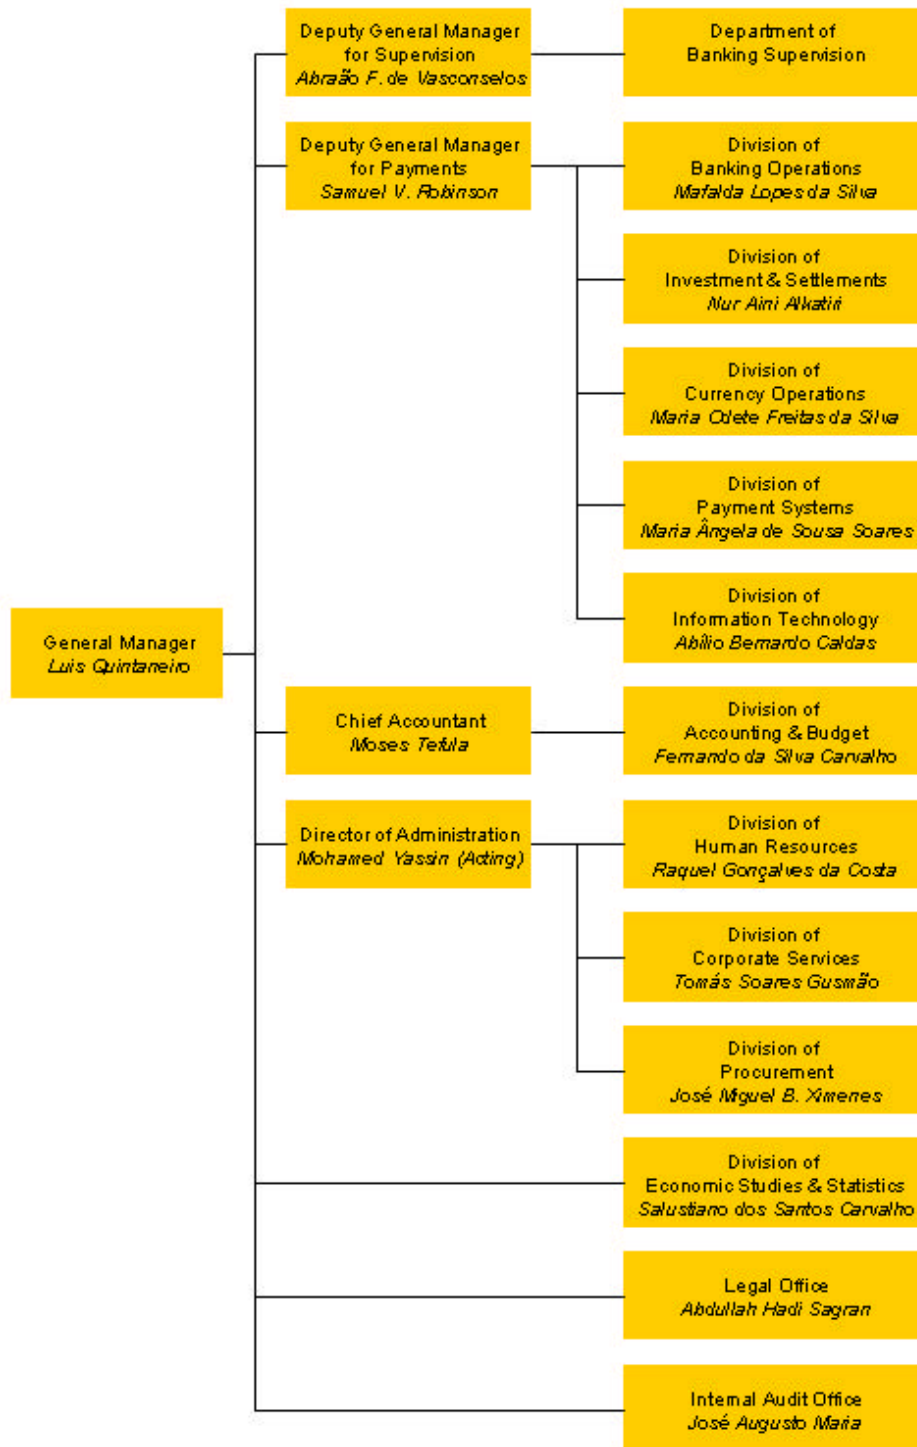 Deputy General Manager
for Supervision
Abraão F. de Vasconselos
Department of
Banking Supervision
Deputy General Manager
for Payments
Samuel V. Robinson
Division of
Banking Operations
Mafalda Lopes da Silva
Division of
Investment & Settlements
Nur Aini Alkatiri
Division of
Currency Operations
Maria Odete Freitas da Silva
Division of
Payment Systems
Maria Ângela de Sousa Soares
Division of
Information Technology
Abílio Bernardo Caldas
General Manager
Luis Quintaneiro
Chief Accountant
Moses Tefula
Division of
Accounting & Budget
Fernando da Silva Carvalho
Director of Administration
Mohamed Yassin (Acting)
Division of
Human Resources
Raquel Gonçalves da Costa
Division of
Corporate Services
Tomás Soares Gusmão
Division of
Procurement
José Miguel B. Ximenes
Division of
Economic Studies & Statistics
Salustiano dos Santos Carvalho
Legal Office
Abdullah Hadi Sagran
Internal Audit Office
José Augusto Maria